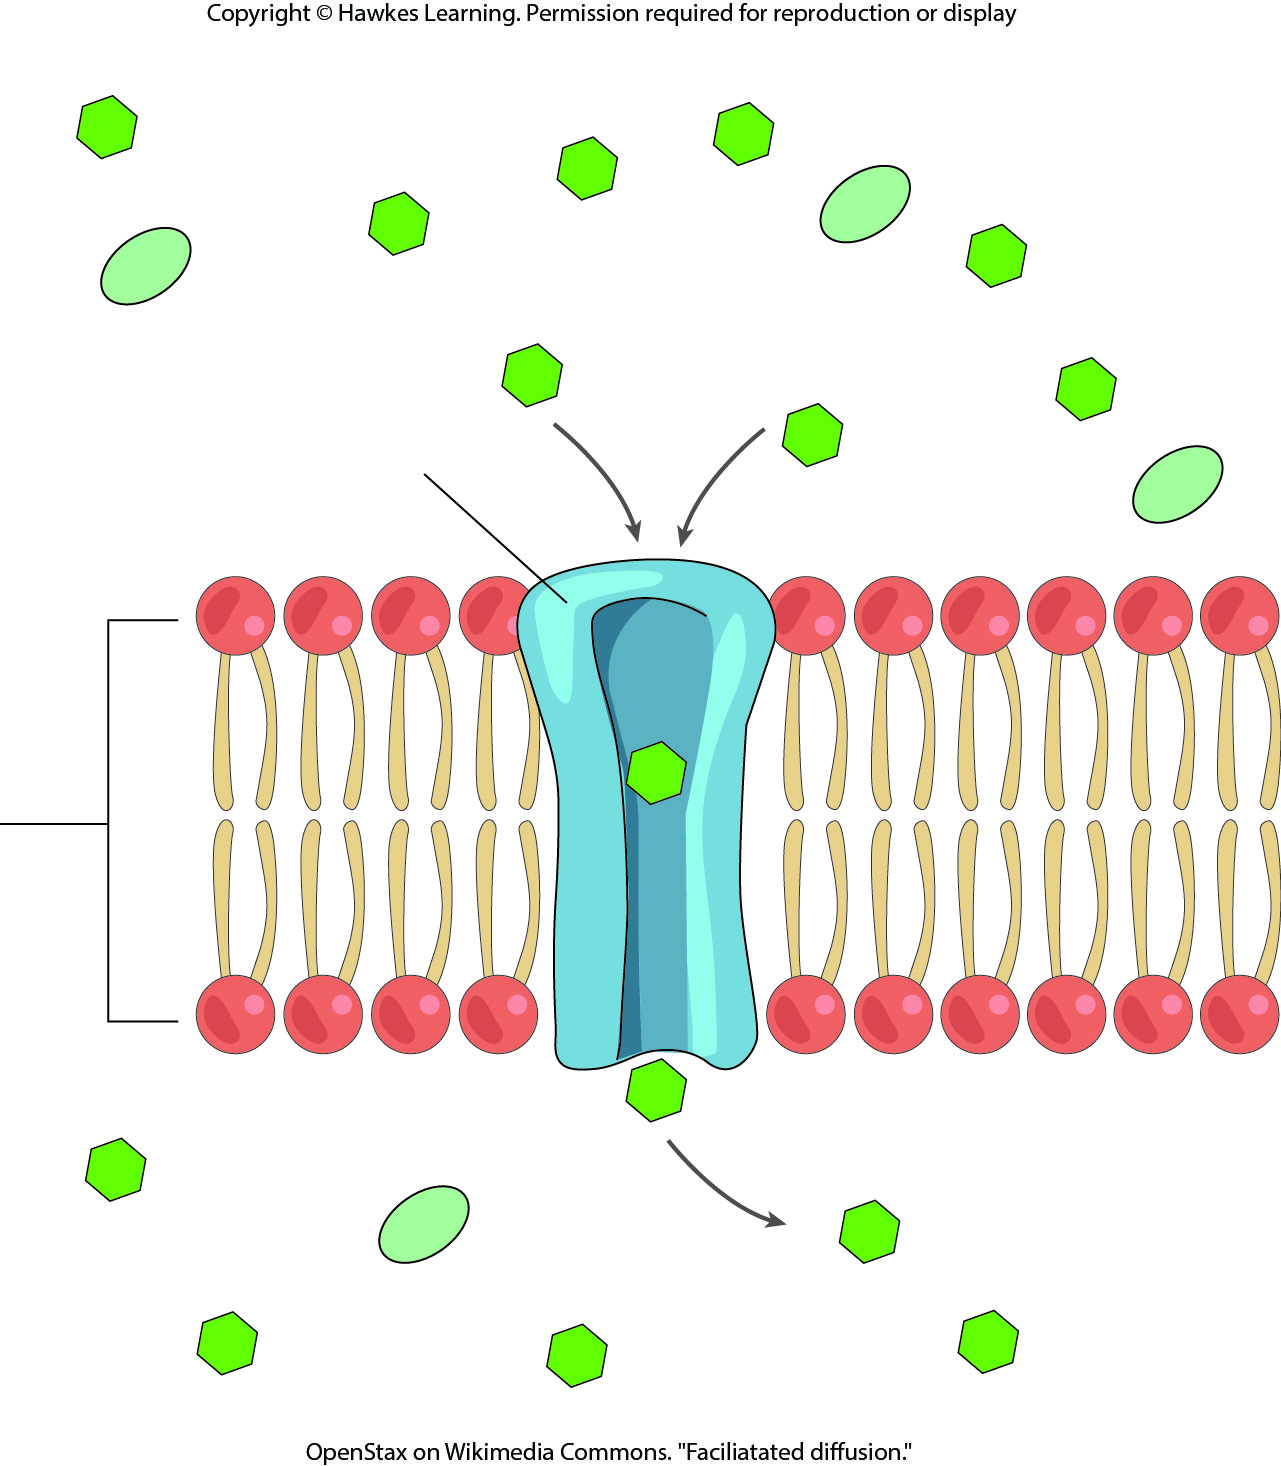 Copyright © Hawkes Learning. Permission required for reproduction or display
OpenStax on Wikimedia Commons. "Faciliatated diffusion."